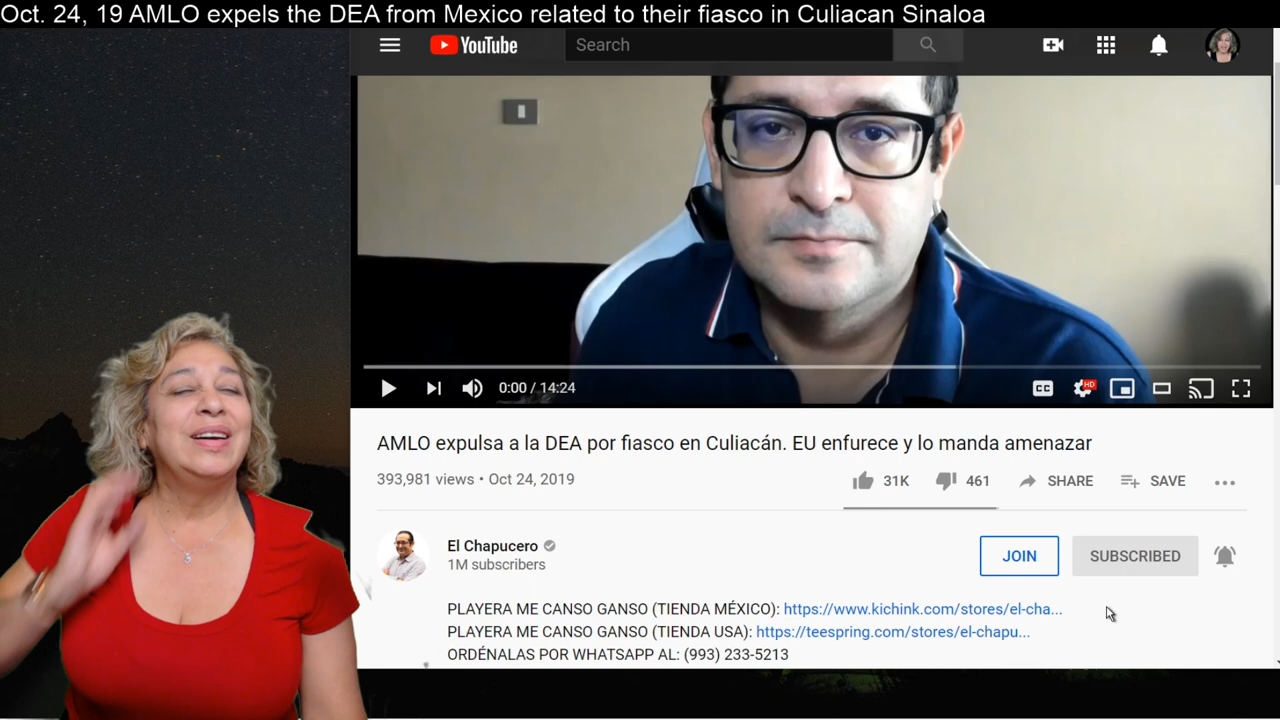 Oct. 24, 19 AMLO expels the DEA from Mexico related to their fiasco in Culiacan Sinaloa
YouTube
Search
0:00 / 14:24
CC
HD
AMLO expulsa a la DEA por fiasco en Culiacán. EU enfurece y lo manda amenazar
393,981 views • Oct 24, 2019
31K
461
SHARE
SAVE
El Chapucero
1M subscribers
JOIN
SUBSCRIBED
PLAYERA ME CANSO GANSO (TIENDA MÉXICO): https://www.kichink.com/stores/el-cha...
PLAYERA ME CANSO GANSO (TIENDA USA): https://teespring.com/stores/el-chapu...
ORDÉNALAS POR WHATSAPP AL: (993) 233-5213